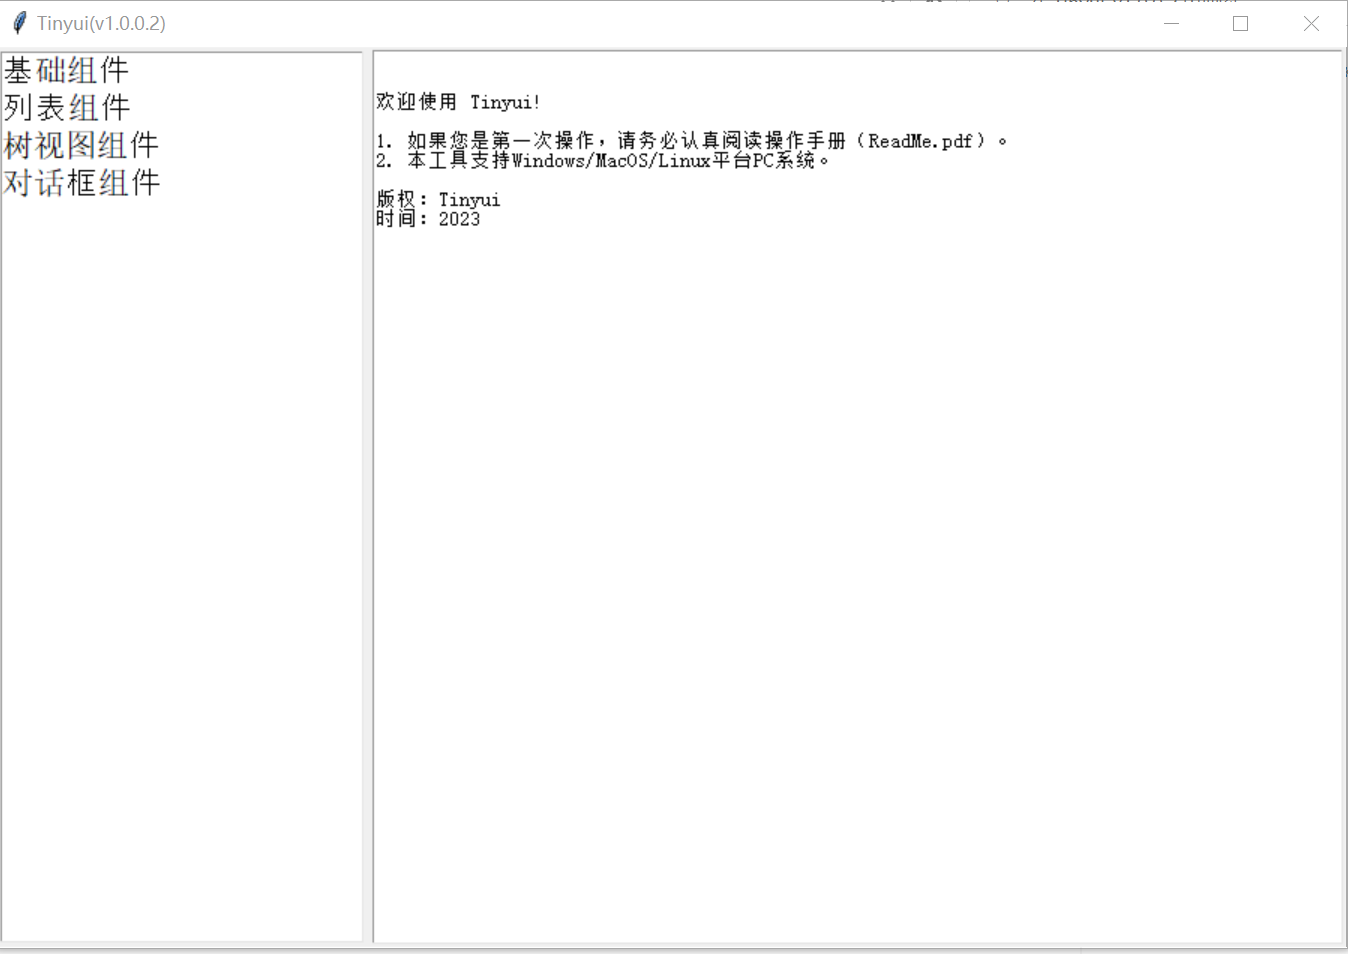 Tinyui(v1.0.0.2)
基础组件
列表组件
树视图组件
对话框组件
欢迎使用 Tinyui!
1. 如果您是第一次操作，请务必认真阅读操作手册（ReadMe.pdf）。
2. 本工具支持Windows/MacOS/Linux平台PC系统。
版权：Tinyui
时间：2023